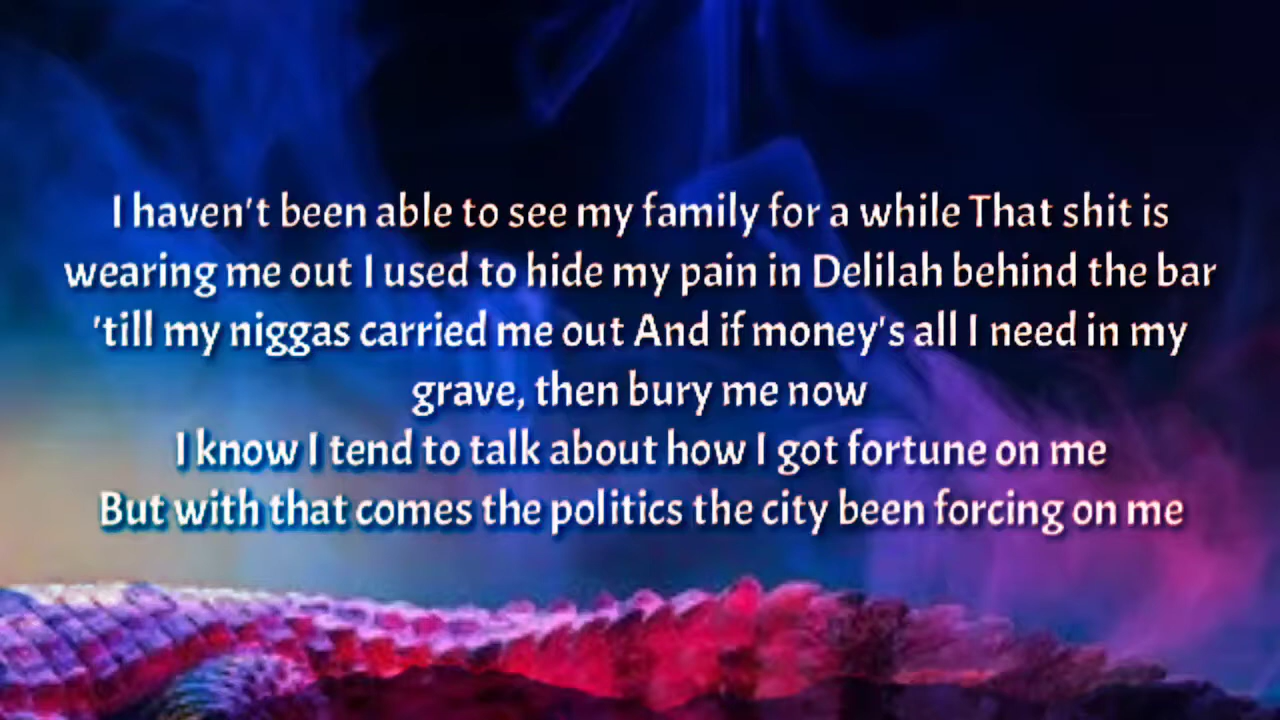 I haven't been able to see my family for a while That shit is
wearing me out I used to hide my pain in Delilah behind the bar
'till my niggas carried me out And if money's all I need in my
grave, then bury me now
I know I tend to talk about how I got fortune on me
But with that comes the politics the city been forcing on me